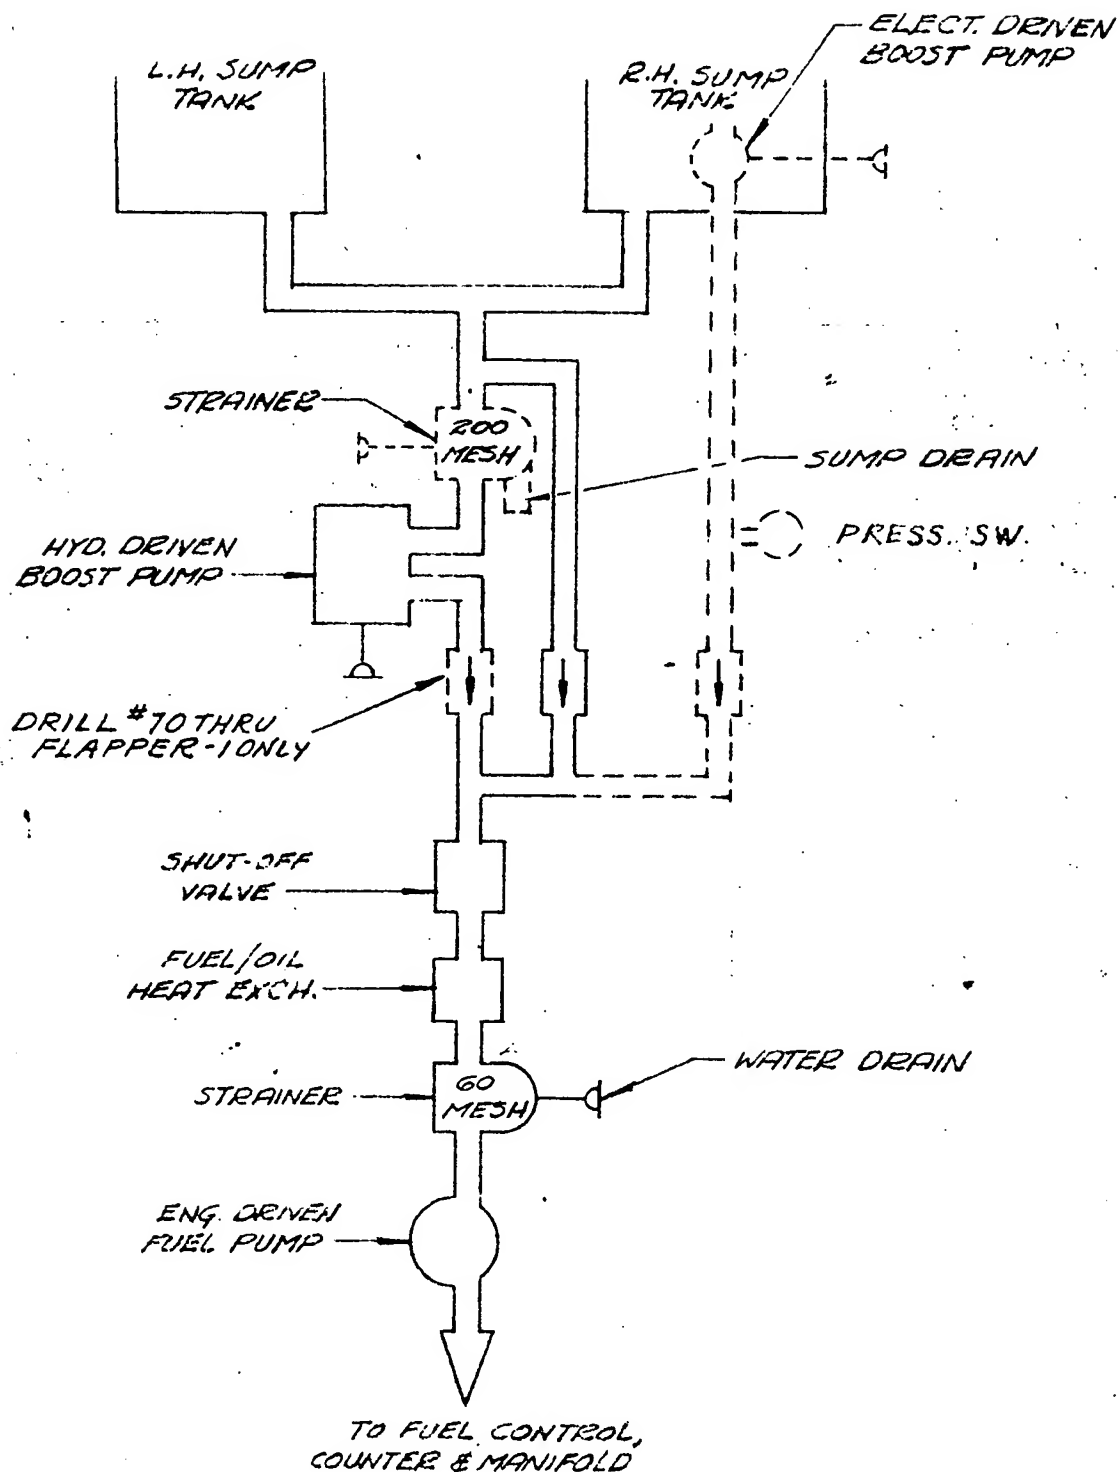 ELECT. DRIVEN
BOOST PUMP
L.H. SUMP
TANK
R.H. SUMP
TANK
STRAINER
200
MESH
SUMP DRAIN
HYD. DRIVEN
BOOST PUMP
PRESS. SW.
DRILL #70 THRU
FLAPPER-1 ONLY
SHUT-OFF
VALVE
FUEL/OIL
HEAT EXCH.
WATER DRAIN
STRAINER
60
MESH
ENG. DRIVEN
FUEL PUMP
TO FUEL CONTROL,
COUNTER & MANIFOLD